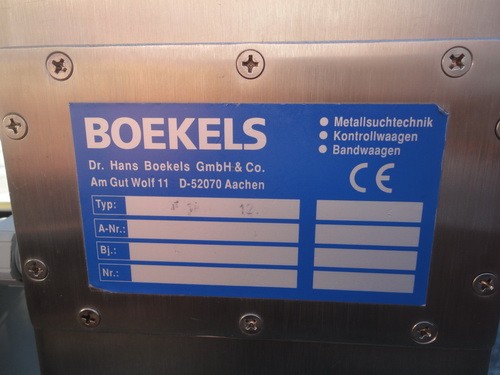 BOEKELS
Dr. Hans Boekels GmbH & Co.
Am Gut Wolf 11 D-52070 Aachen
• Metallsuchtechnik
• Kontrollwaagen
• Bandwaagen
CE
Typ:
A-Nr.:
Bj.:
Nr.: